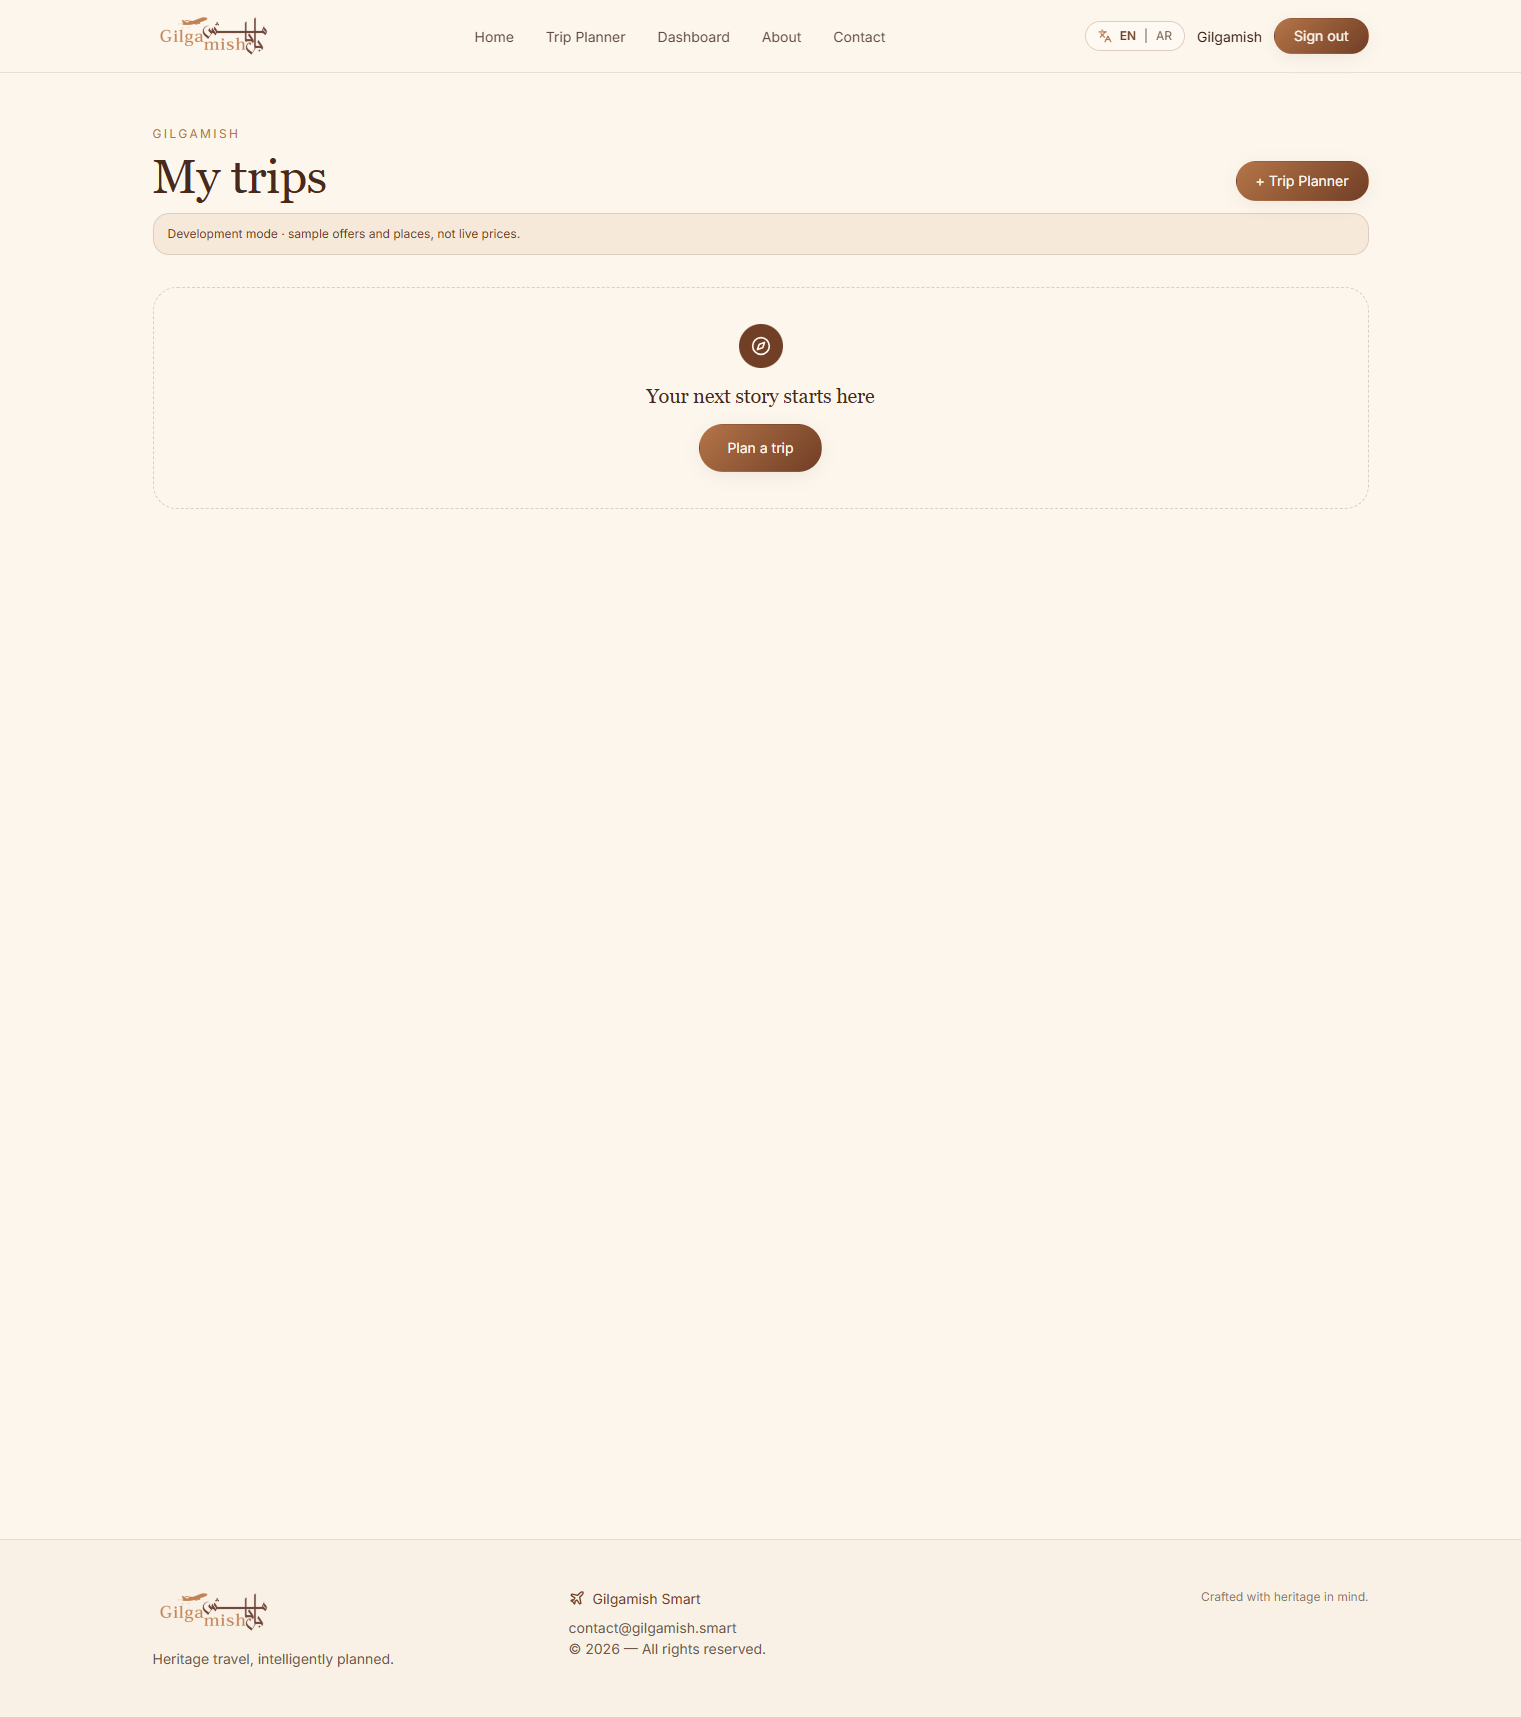 Gilgamish
Home
Trip Planner
Dashboard
About
Contact
EN | AR
Gilgamish
Sign out
GILGAMISH
My trips
+ Trip Planner
Development mode · sample offers and places, not live prices.
Your next story starts here
Plan a trip
Gilgamish
Heritage travel, intelligently planned.
Gilgamish Smart
contact@gilgamish.smart
© 2026 — All rights reserved.
Crafted with heritage in mind.